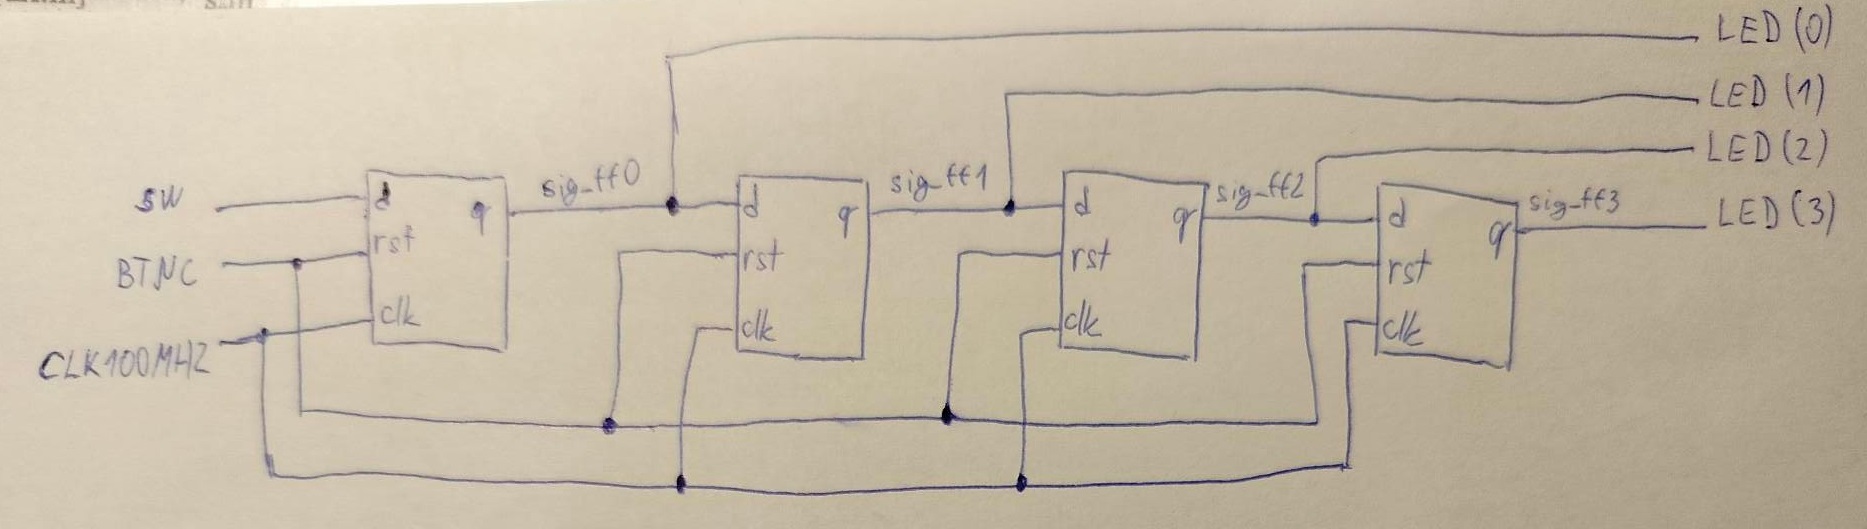 LED (0)
LED (1)
LED (2)
sig_ff0
sig_ff1
sig_ff2
sig_ff3
LED (3)
SW
d
q
d
q
d
q
d
q
BTNC
rst
rst
rst
rst
CLK100MHZ
clk
clk
clk
clk